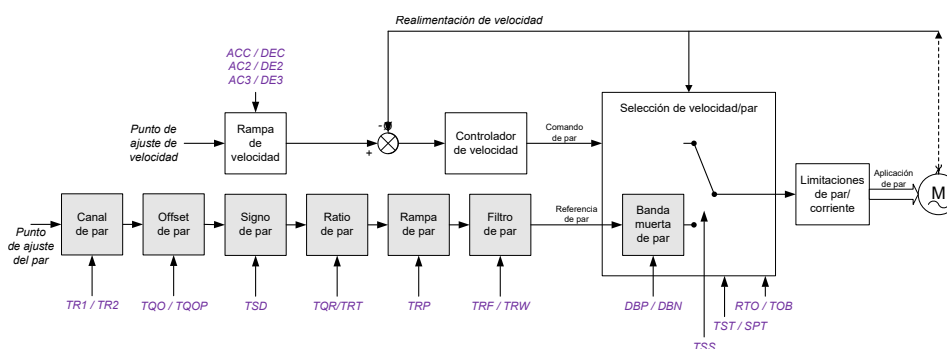 Realimentación de velocidad
ACC / DEC
AC2 / DE2
AC3 / DE3
Selección de velocidad/par
Punto de
ajuste de
velocidad
Rampa
de
velocidad
-
+
Controlador
de velocidad
Comando
de par
Limitaciones
de par/
corriente
Aplicación
de par
M
Punto
de ajuste
del par
Canal
de par
Offset
de par
Signo
de par
Ratio
de par
Rampa
de par
Filtro
de par
Referencia
de par
Banda
muerta
de par
TR1 / TR2
TQO / TQOP
TSD
TQR/TRT
TRP
TRF / TRW
DBP / DBN
RTO / TOB
TST / SPT
TSS